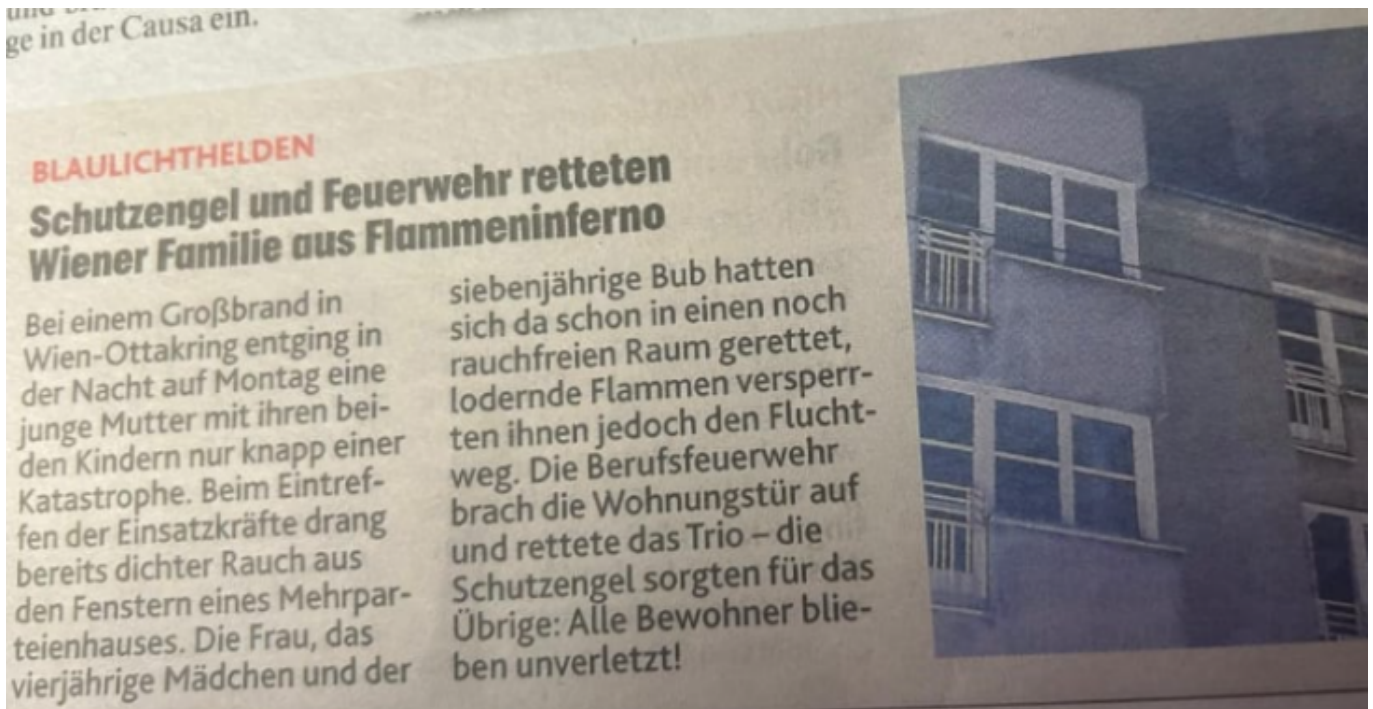 ge in der Causa ein.
BLAULICHTHELDEN
Schutzengel und Feuerwehr retteten
Wiener Familie aus Flammeninferno
Bei einem Großbrand in
Wien-Ottakring entging in
der Nacht auf Montag eine
junge Mutter mit ihren bei-
den Kindern nur knapp einer
Katastrophe. Beim Eintref-
fen der Einsatzkräfte drang
bereits dichter Rauch aus
den Fenstern eines Mehrpar-
teienhauses. Die Frau, das
vierjährige Mädchen und der
siebenjährige Bub hatten
sich da schon in einen noch
rauchfreien Raum gerettet,
lodernde Flammen versperr-
ten ihnen jedoch den Flucht-
weg. Die Berufsfeuerwehr
brach die Wohnungstür auf
und rettete das Trio – die
Schutzengel sorgten für das
Übrige: Alle Bewohner blie-
ben unverletzt!